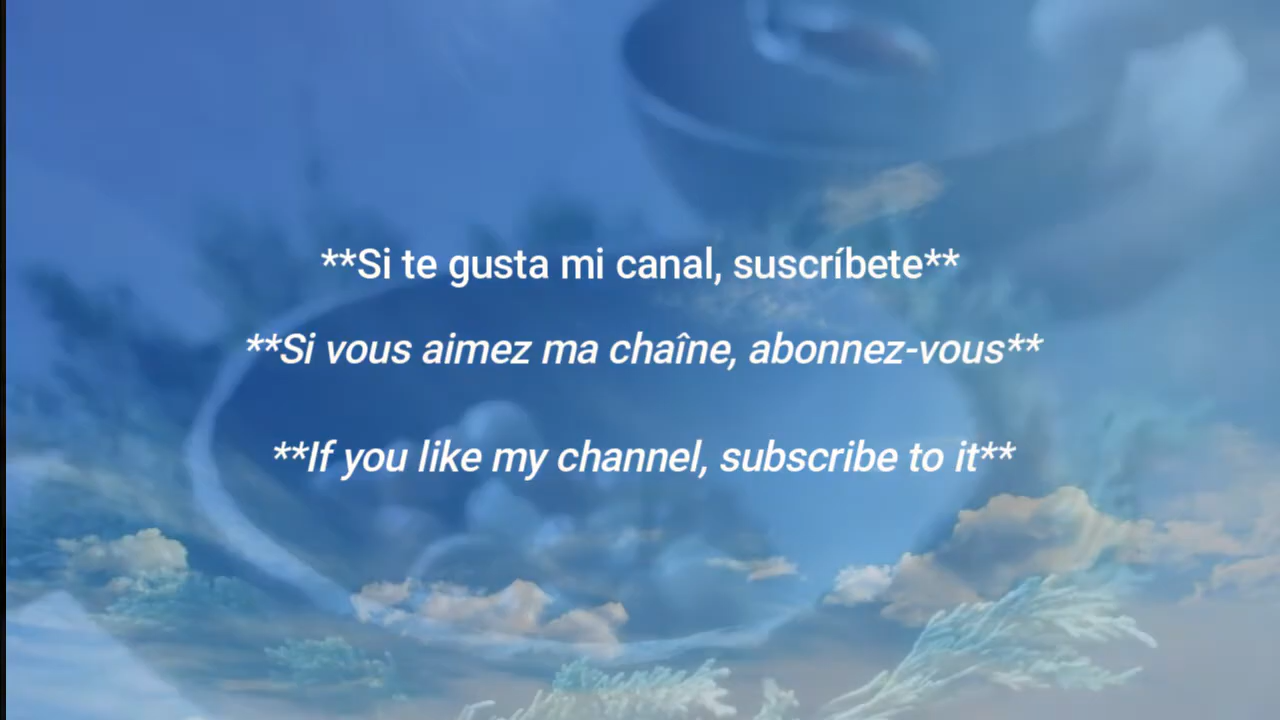 **Si te gusta mi canal, suscríbete**
**Si vous aimez ma chaîne, abonnez-vous**
**If you like my channel, subscribe to it**